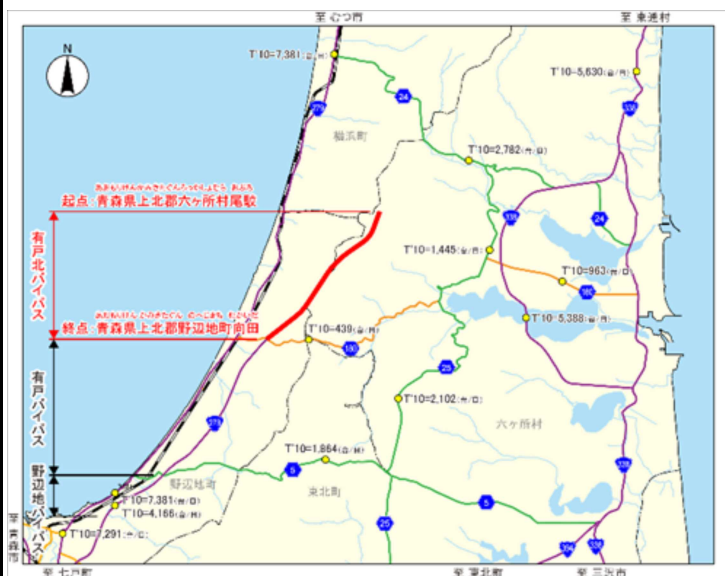 至 むつ市
至 東通村
N
T'10=7,381(台/日)
T'10=5,630(台/日)
279
24
338
横浜町
T'10=2,782(台/日)
起点:青森県上北郡六ヶ所村尾駮
338
24
有戸北バイパス
T'10=1,445(台/日)
T'10=963(台/日)
180
T'10=5,388(台/日)
終点:青森県上北郡野辺地町向田
T'10=439(台/日)
180
25
有戸バイパス
T'10=2,102(台/日)
279
六ヶ所村
T'10=1,864(台/日)
338
5
野辺地町
東北町
野辺地バイパス
T'10=7,381(台/日)
T'10=4,166(台/日)
5
25
至 青森市
T'10=7,291(台/日)
394
338
至 七戸町
至 東北町
至 三沢市